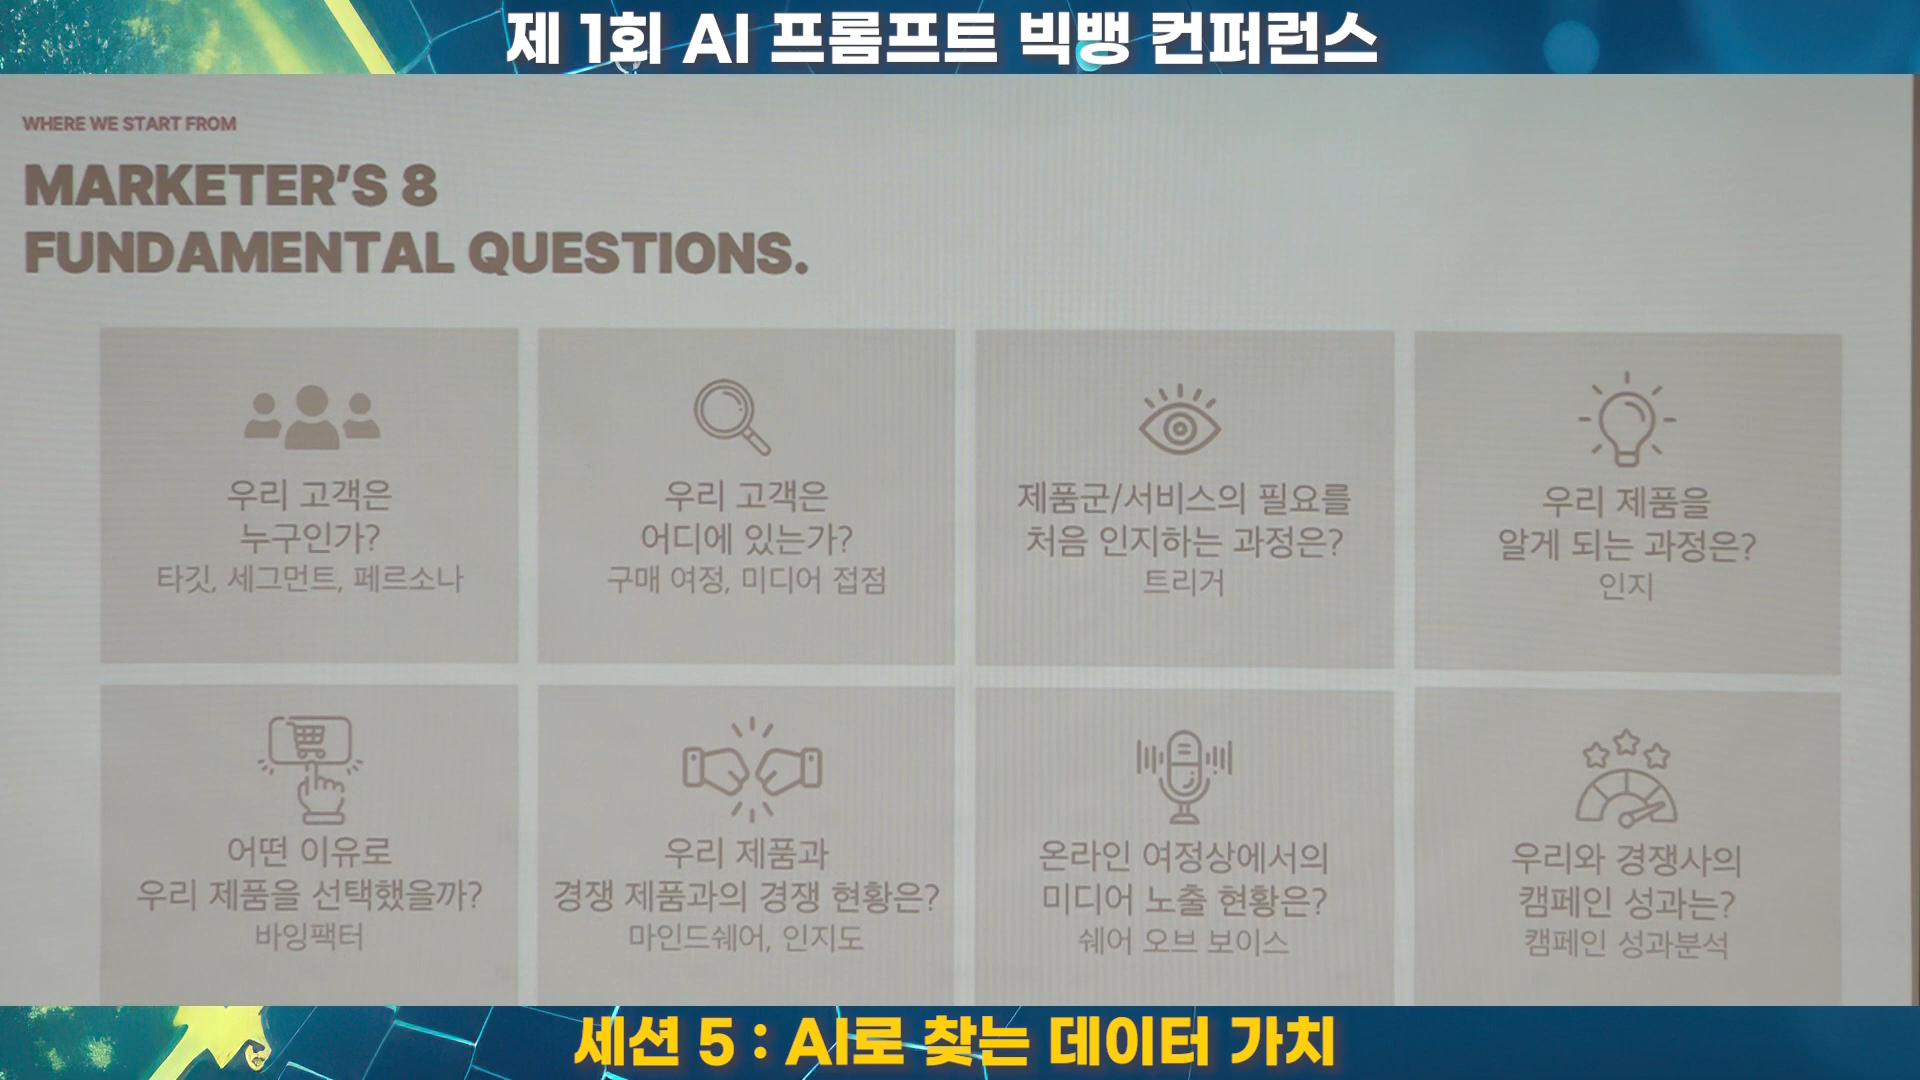 제 1회 AI 프롬프트 빅뱅 컨퍼런스
WHERE WE START FROM
MARKETER'S 8
FUNDAMENTAL QUESTIONS.
우리 고객은
누구인가?
타깃, 세그먼트, 페르소나
우리 고객은
어디에 있는가?
구매 여정, 미디어 접점
제품군/서비스의 필요를
처음 인지하는 과정은?
트리거
우리 제품을
알게 되는 과정은?
인지
어떤 이유로
우리 제품을 선택했을까?
바잉팩터
우리 제품과
경쟁 제품과의 경쟁 현황은?
마인드쉐어, 인지도
온라인 여정상에서의
미디어 노출 현황은?
쉐어 오브 보이스
우리와 경쟁사의
캠페인 성과는?
캠페인 성과분석
세션 5 : AI로 찾는 데이터 가치